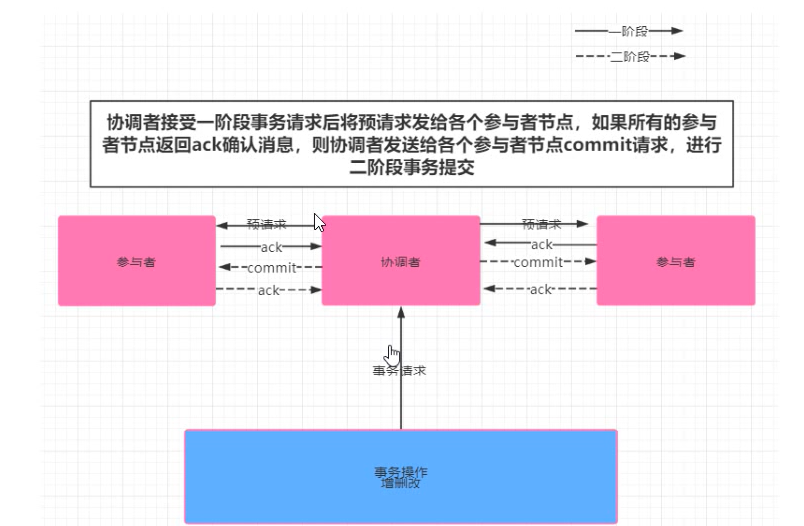 一阶段
二阶段
协调者接受一阶段事务请求后将预请求发给各个参与者节点，如果所有的参与
者节点返回ack确认消息，则协调者发送给各个参与者节点commit请求，进行
二阶段事务提交
预请求
预请求
ack
ack
参与者
commit
协调者
commit
参与者
ack
ack
事务请求
事务操作
增删改